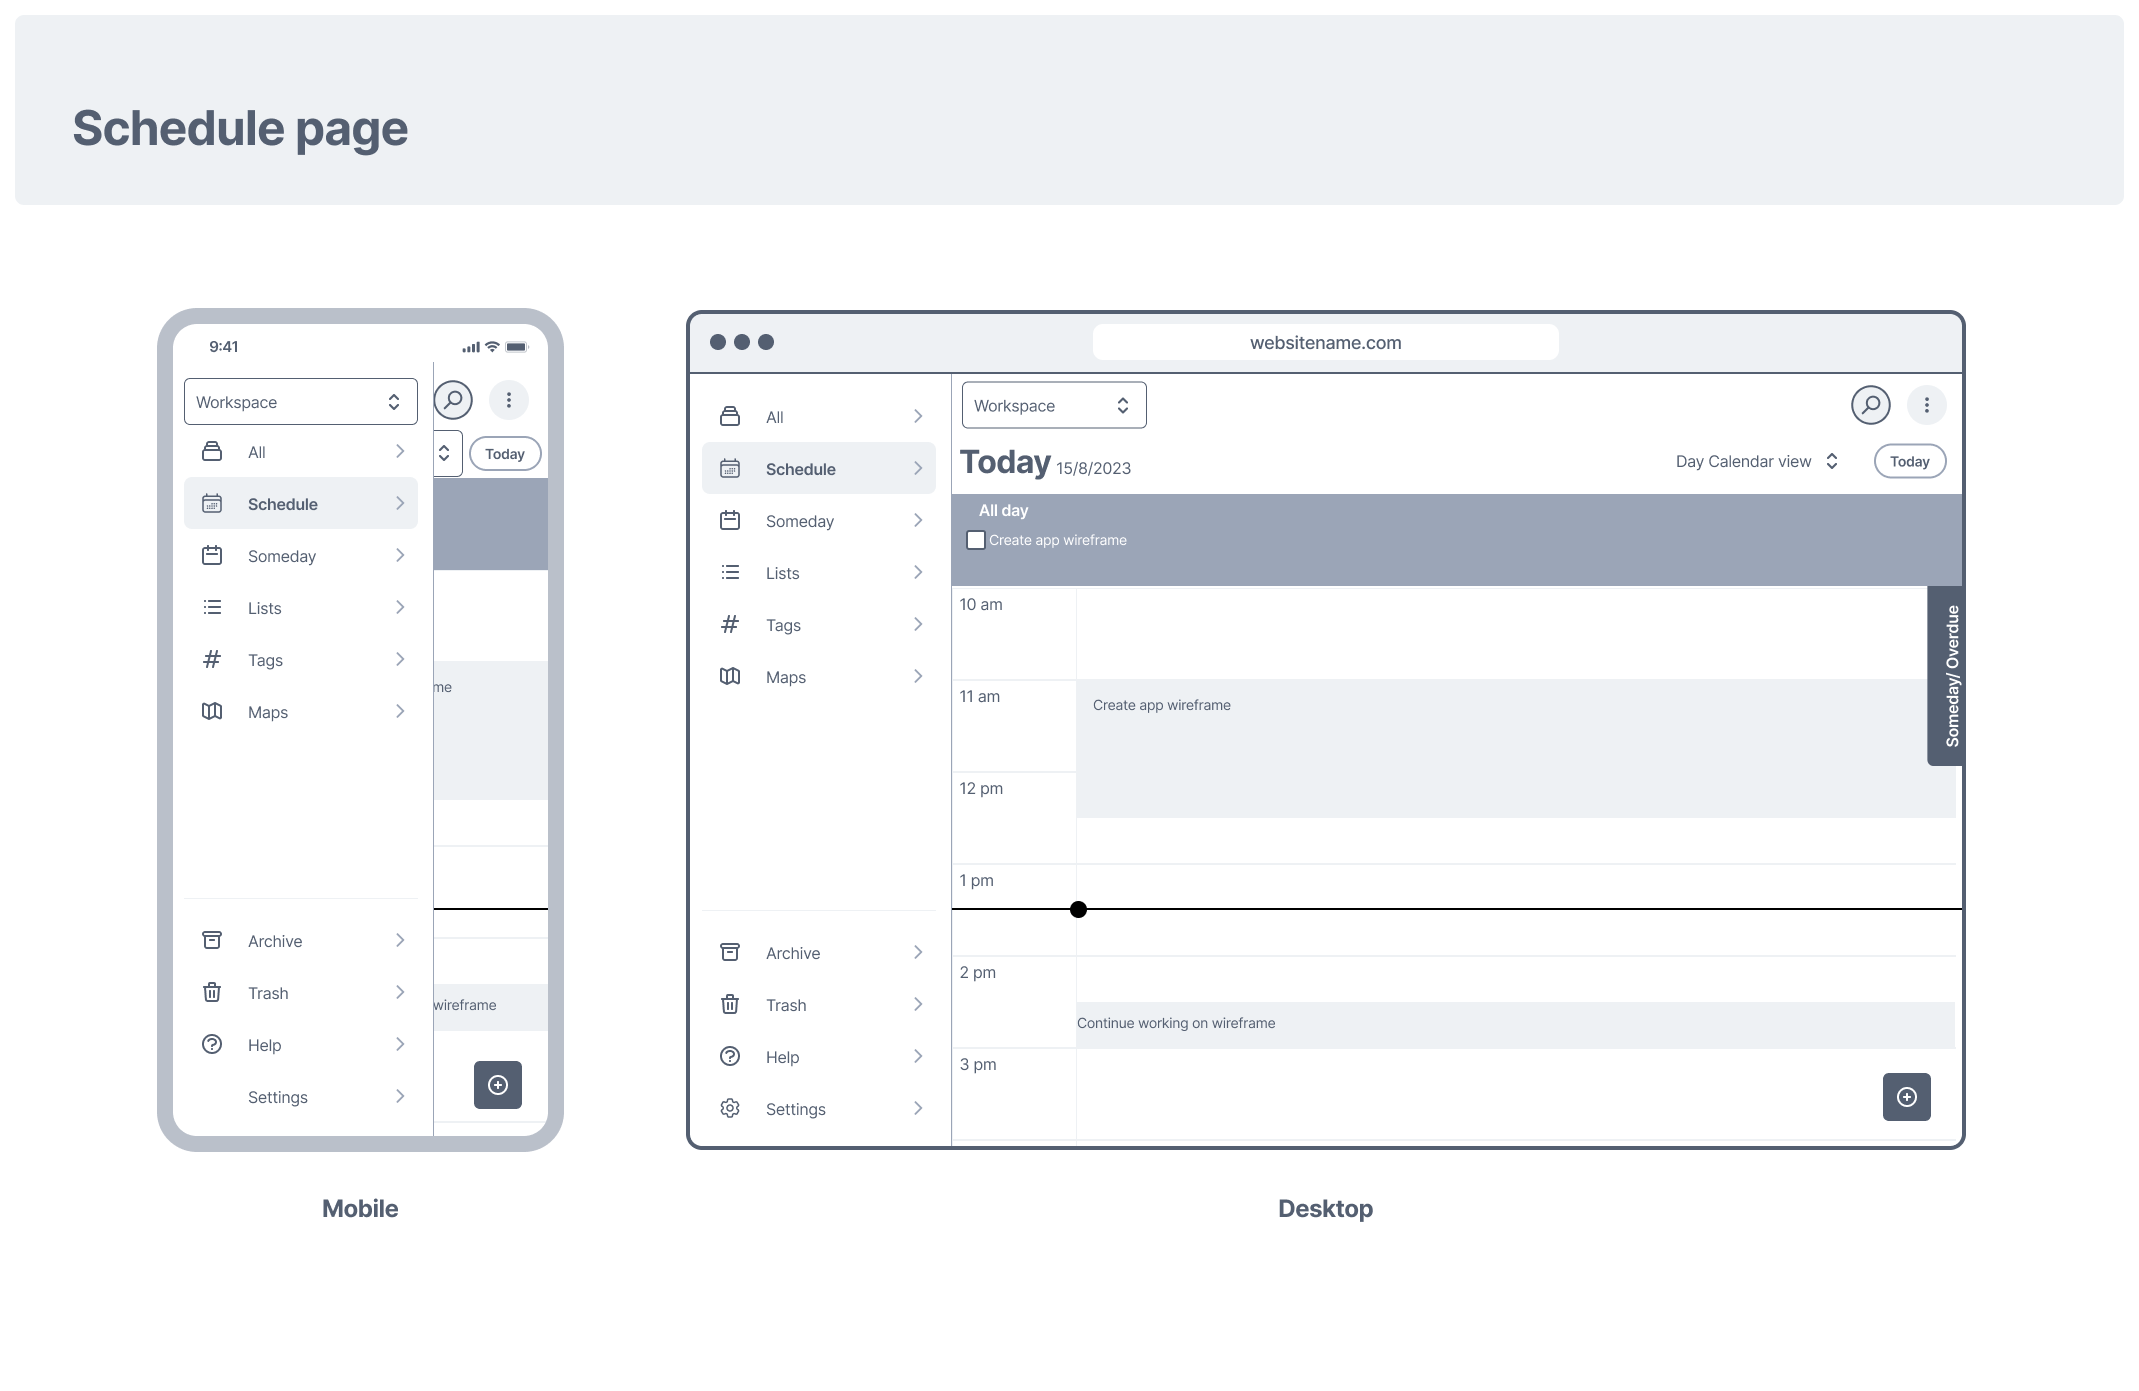 Schedule page
9:41
Workspace
All
Today
Schedule
Someday
Lists
Tags
me
Maps
Archive
Trash
wireframe
Help
Settings
Mobile
websitename.com
All
Schedule
Someday
Lists
Tags
Maps
Archive
Trash
Help
Settings
Workspace
Today 15/8/2023
Day Calendar view
Today
All day
Create app wireframe
10 am
11 am
Create app wireframe
12 pm
1 pm
2 pm
Continue working on wireframe
3 pm
Someday/ Overdue
Desktop